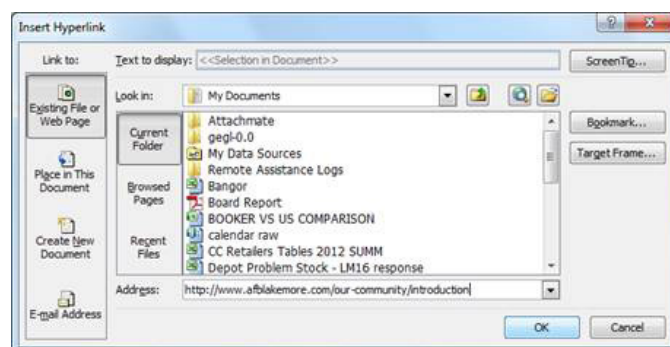 Insert Hyperlink
Link to:
Text to display: <<Selection in Document>>
ScreenTip...
Existing File or
Web Page
Look in: My Documents
Bookmark...
Target Frame...
Current
Folder
Attachmate
gegl-0.0
My Data Sources
Remote Assistance Logs
Place in This
Document
Browsed
Pages
Bangor
Board Report
BOOKER VS US COMPARISON
calendar raw
CC Retailers Tables 2012 SUMM
Depot Problem Stock - LM16 response
Create New
Document
Recent
Files
E-mail Address
Address: http://www.afblakemore.com/our-community/introduction
OK Cancel